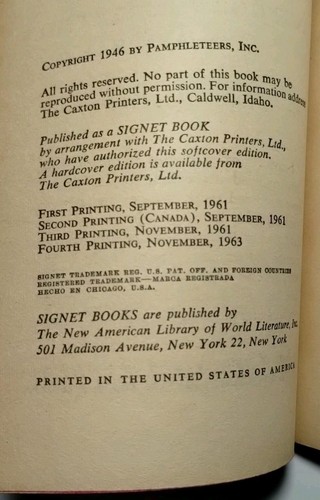 COPYRIGHT 1946 BY PAMPHLETEERS, INC.
All rights reserved. No part of this book may be
reproduced without permission. For information address
The Caxton Printers, Ltd., Caldwell, Idaho.
Published as a SIGNET BOOK
by arrangement with The Caxton Printers, Ltd.,
who have authorized this softcover edition.
A hardcover edition is available from
The Caxton Printers, Ltd.
FIRST PRINTING, SEPTEMBER, 1961
SECOND PRINTING (CANADA), SEPTEMBER, 1961
THIRD PRINTING, NOVEMBER, 1961
FOURTH PRINTING, NOVEMBER, 1963
SIGNET TRADEMARK REG. U.S. PAT. OFF. AND FOREIGN COUNTRIES
REGISTERED TRADEMARK—MARCA REGISTRADA
HECHO EN CHICAGO, U.S.A.
SIGNET BOOKS are published by
The New American Library of World Literature, Inc.
501 Madison Avenue, New York 22, New York
PRINTED IN THE UNITED STATES OF AMERICA